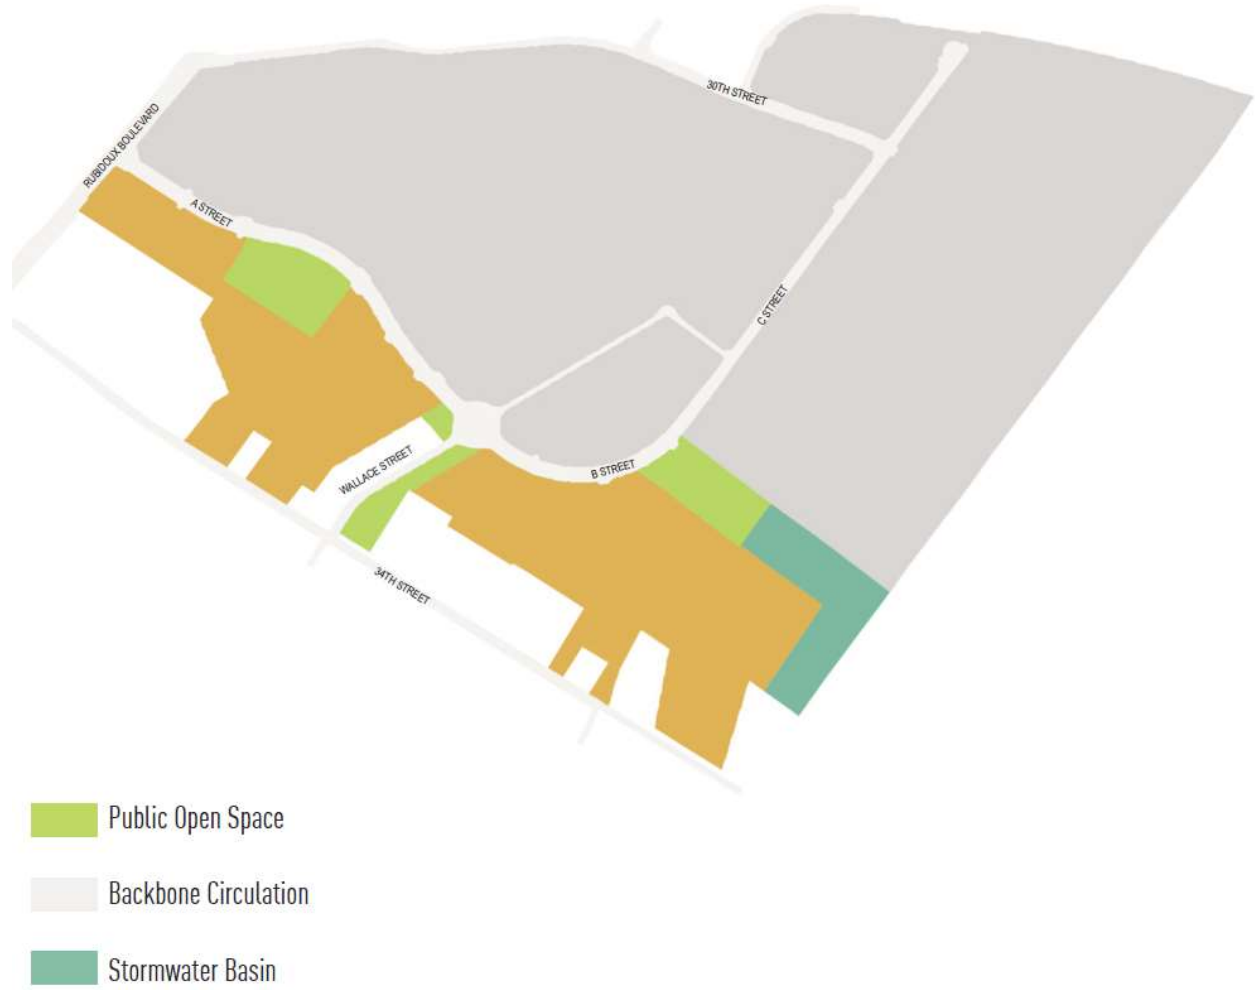 30TH STREET
RUBIDOUX BOULEVARD
A STREET
C STREET
B STREET
WALLACE STREET
34TH STREET
Public Open Space
Backbone Circulation
Stormwater Basin